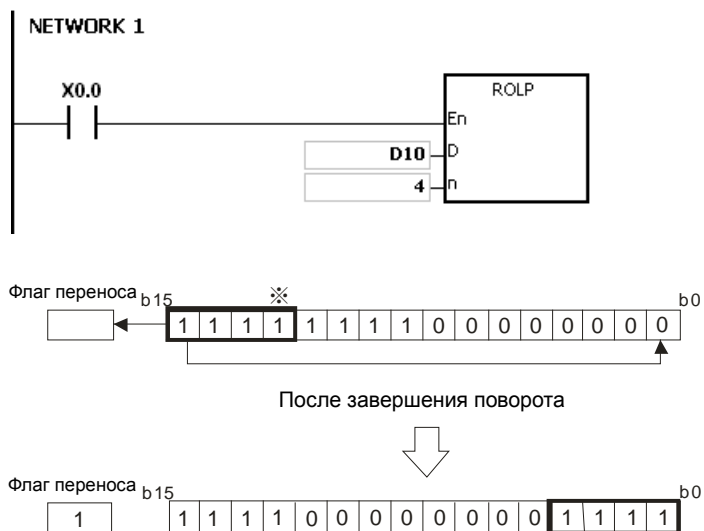 NETWORK 1
X0.0
ROLP
En
D10 D
4 n
Флаг переноса b15 ※ b0
1 1 1 1 1 1 1 1 0 0 0 0 0 0 0 0
После завершения поворота
Флаг переноса b15 b0
1 1 1 1 1 0 0 0 0 0 0 0 0 1 1 1 1